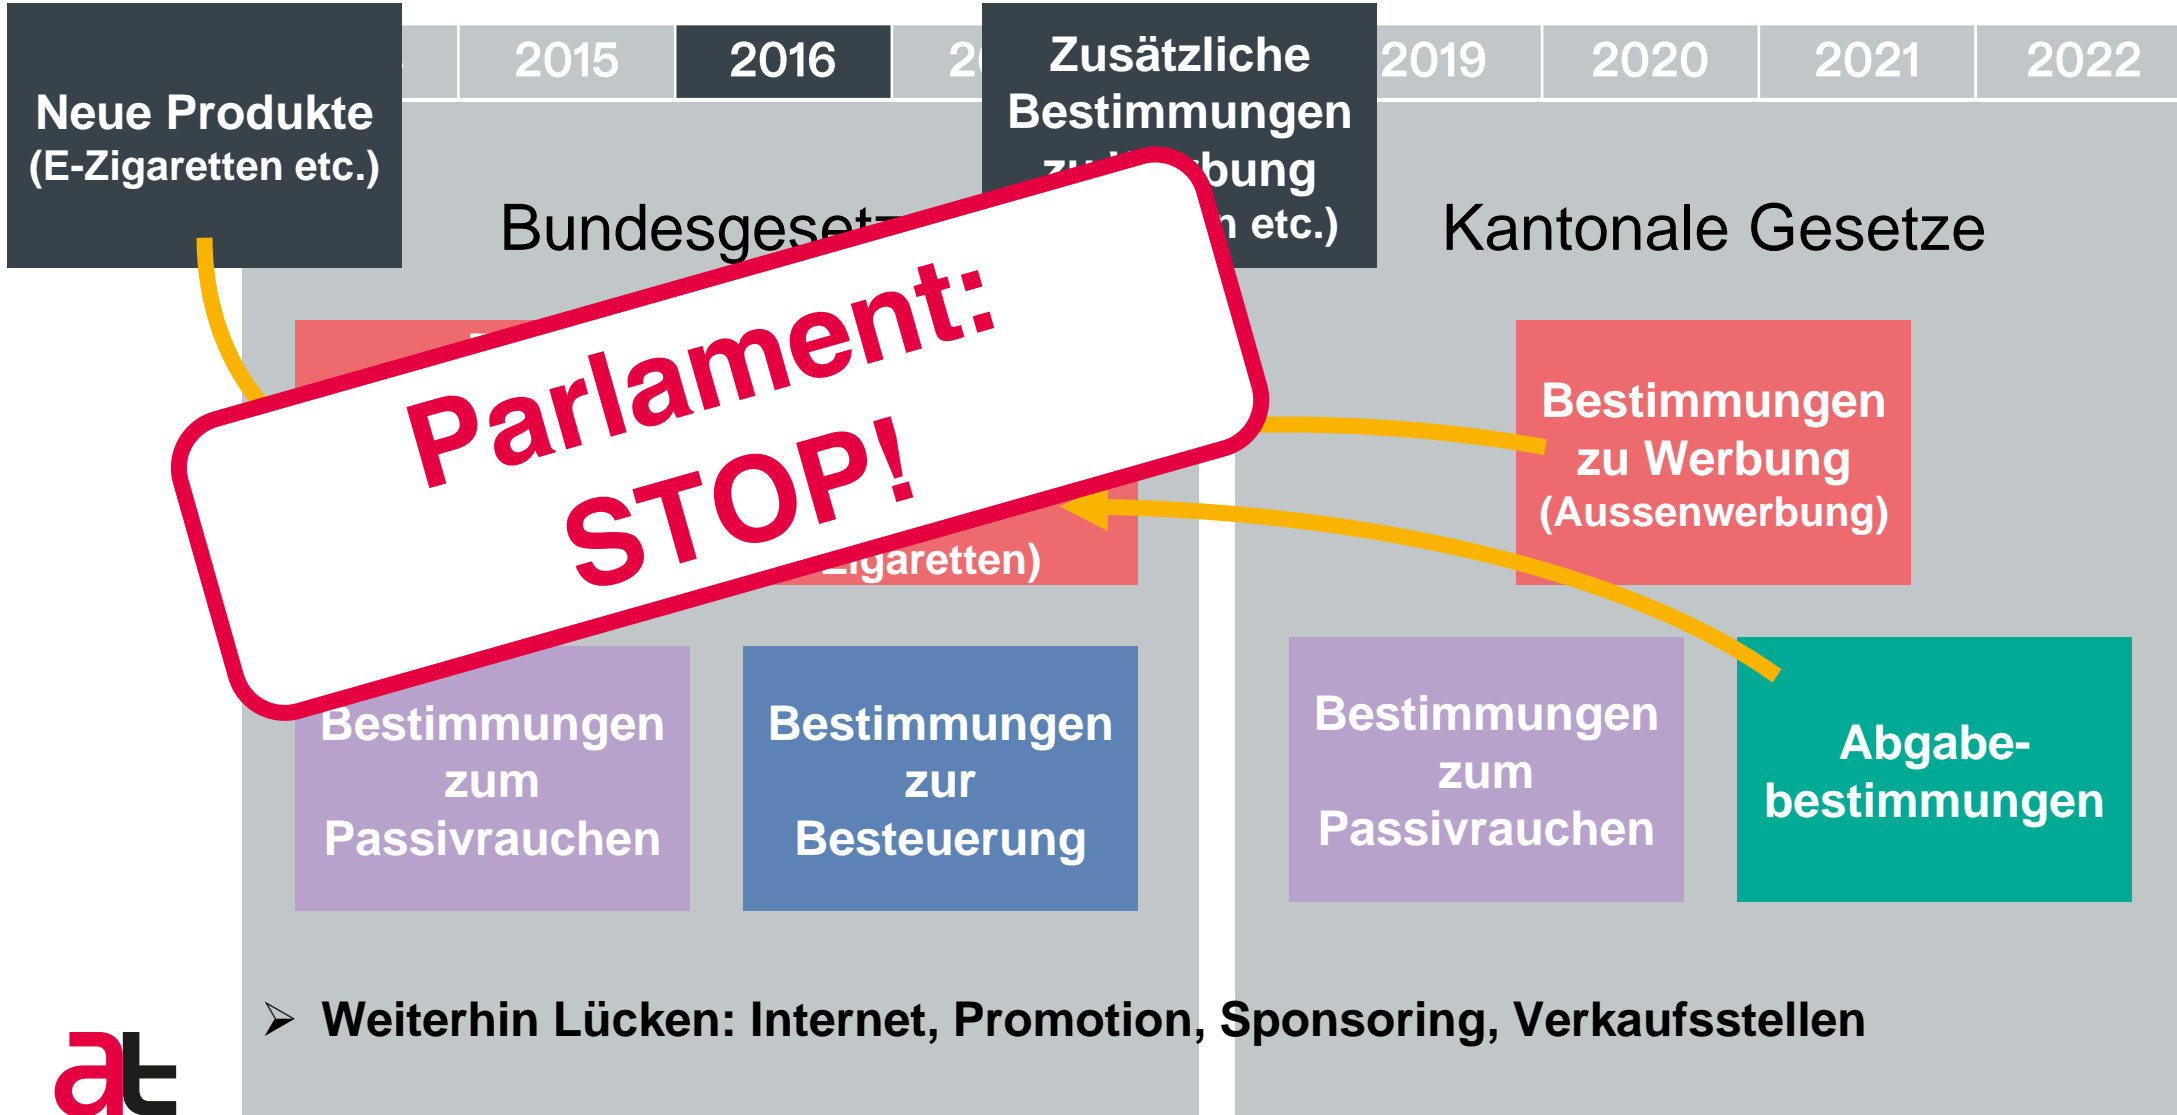 2015
2016
2019
2020
2021
2022
Neue Produkte
(E-Zigaretten etc.)
Zusätzliche
Bestimmungen
etc.)
Kantonale Gesetze
Parlament:
STOP!
Bestimmungen
zu Werbung
(Aussenwerbung)
Bestimmungen
zum
Passivrauchen
Bestimmungen
zur
Besteuerung
Bestimmungen
zum
Passivrauchen
Abgabe-
bestimmungen
➢ Weiterhin Lücken: Internet, Promotion, Sponsoring, Verkaufsstellen
at